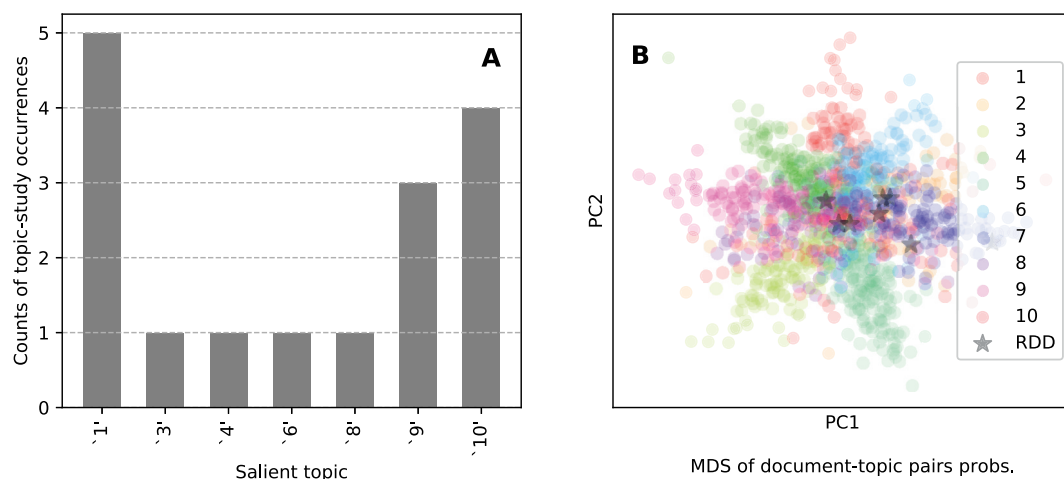 A
Counts of topic-study occurrences
5
4
3
2
1
0
`1'
`3'
`4'
`6'
`8'
`9'
`10'
Salient topic
B
PC2
1
2
3
4
5
6
7
8
9
10
RDD
PC1
MDS of document-topic pairs probs.